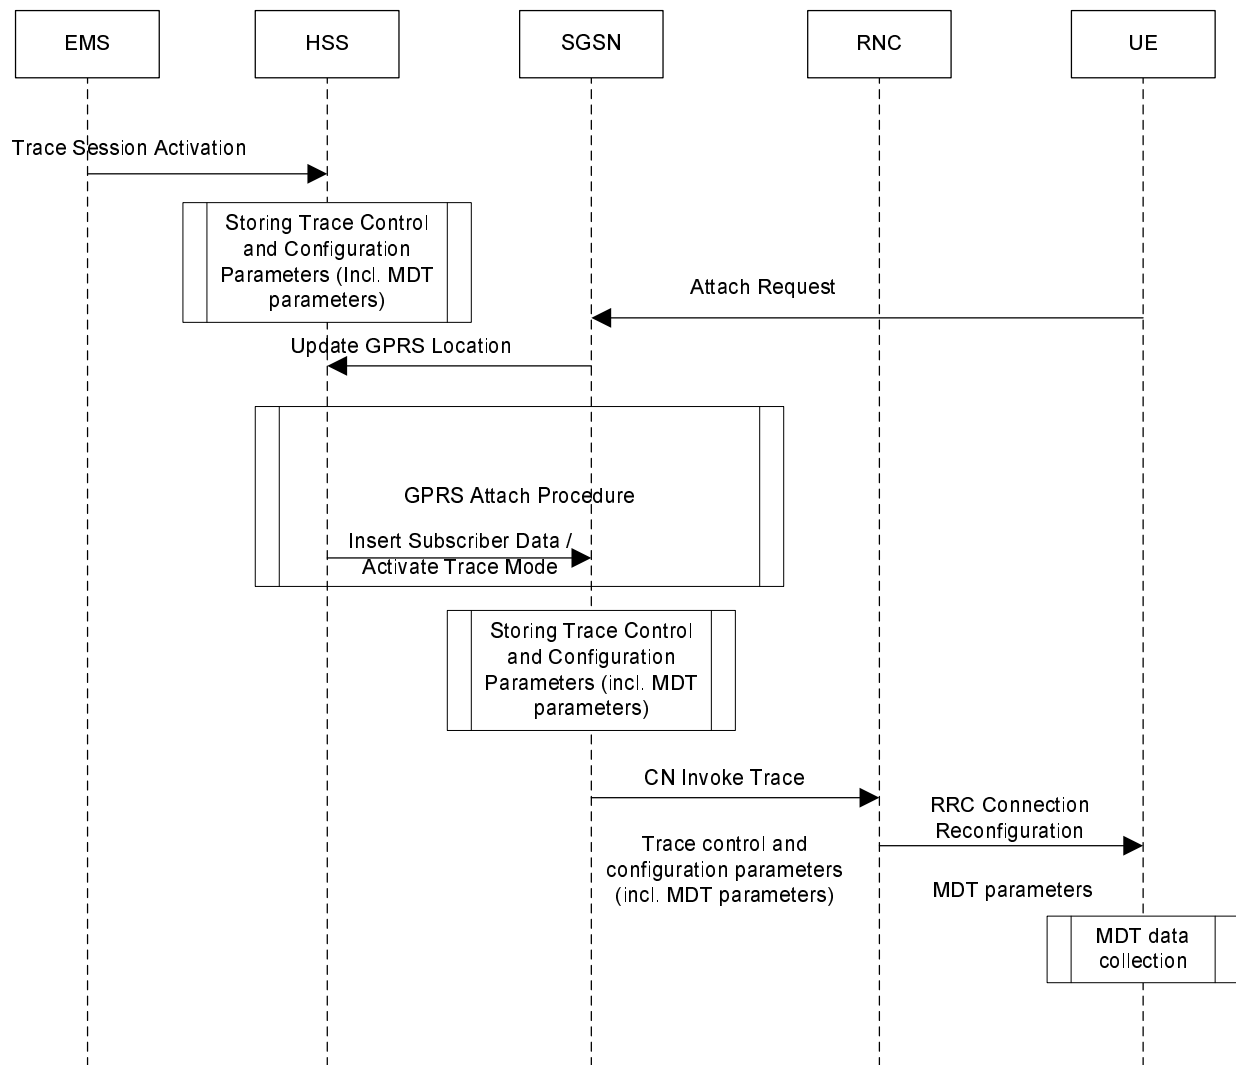 EMS
HSS
SGSN
RNC
UE
Trace Session Activation
Storing Trace Control
and Configuration
Parameters (Incl. MDT
parameters)
Attach Request
Update GPRS Location
GPRS Attach Procedure
Insert Subscriber Data /
Activate Trace Mode
Storing Trace Control
and Configuration
Parameters (incl. MDT
parameters)
CN Invoke Trace
RRC Connection
Reconfiguration
Trace control and
configuration parameters
(incl. MDT parameters)
MDT parameters
MDT data
collection